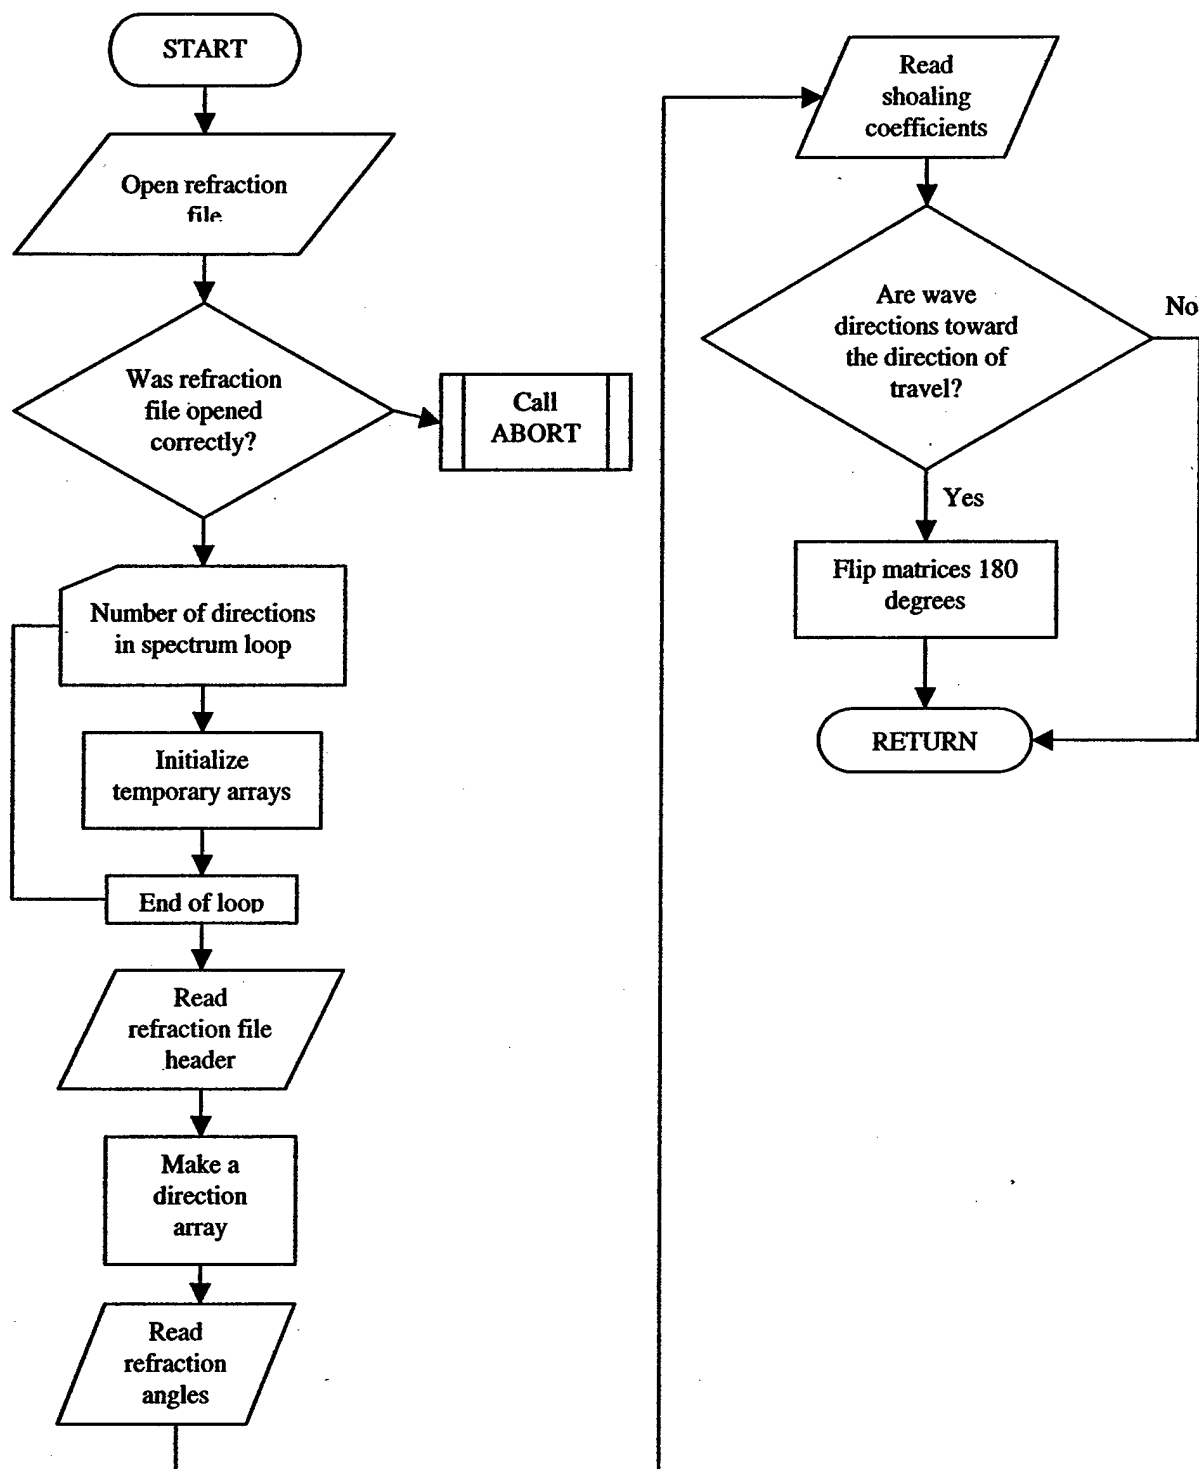 START
Open refraction
file
Was refraction
file opened
correctly?
Call
ABORT
Number of directions
in spectrum loop
Initialize
temporary arrays
End of loop
Read
refraction file
header
Make a
direction
array
Read
refraction
angles
Read
shoaling
coefficients
Are wave
directions toward
the direction of
travel?
No
Yes
Flip matrices 180
degrees
RETURN